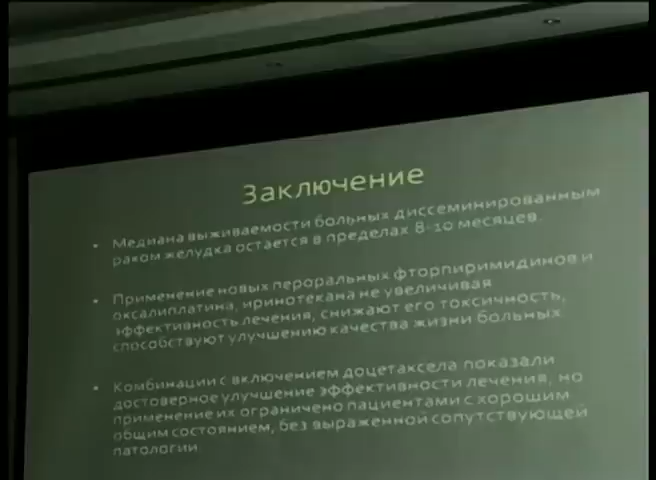 Заключение
• Медиана выживаемости больных диссеминированным
раком желудка остается в пределах 8-10 месяцев.
• Применение новых пероральных фторпиримидинов и
оксалиплатина, иринотекана не увеличивая
эффективность лечения, снижают его токсичность,
способствуют улучшению качества жизни больных
• Комбинации с включением доцетаксела показали
достоверное улучшение эффективности лечения, но
применение их ограничено пациентами с хорошим
общим состоянием, без выраженной сопутствующей
патологии